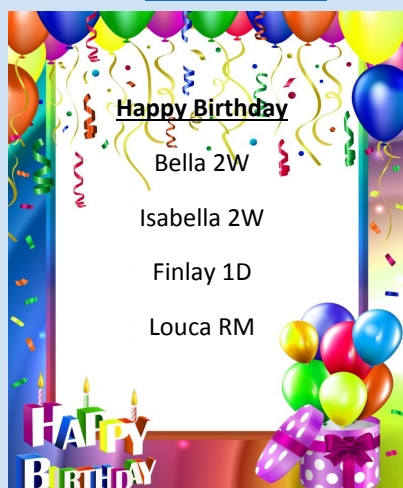 Happy Birthday
Bella 2W
Isabella 2W
Finlay 1D
Louca RM
HAPPY
BIRTHDAY